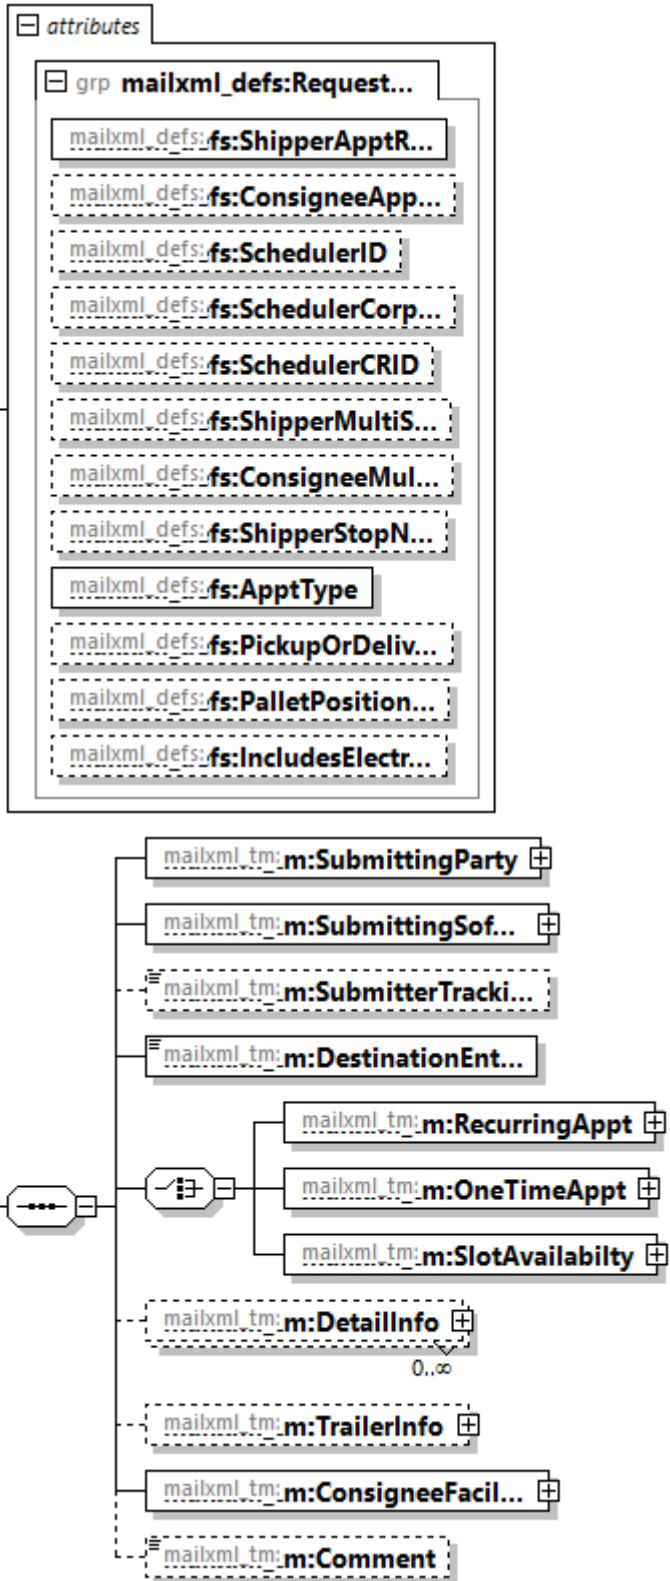 attributes
grp mailxml_defs:Request...
mailxml_defs:fs:ShipperApptR...
mailxml_defs:fs:ConsigneeApp...
mailxml_defs:fs:SchedulerID
mailxml_defs:fs:SchedulerCorp...
mailxml_defs:fs:SchedulerCRID
mailxml_defs:fs:ShipperMultiS...
mailxml_defs:fs:ConsigneeMul...
mailxml_defs:fs:ShipperStopN...
mailxml_defs:fs:ApptType
mailxml_defs:fs:PickupOrDeliv...
mailxml_defs:fs:PalletPosition...
mailxml_defs:fs:IncludesElectr...
mailxml_tm:m:SubmittingParty
mailxml_tm:m:SubmittingSof...
mailxml_tm:m:SubmitterTracki...
mailxml_tm:m:DestinationEnt...
mailxml_tm:m:RecurringAppt
mailxml_tm:m:OneTimeAppt
mailxml_tm:m:SlotAvailabilty
mailxml_tm:m:DetailInfo
0..∞
mailxml_tm:m:TrailerInfo
mailxml_tm:m:ConsigneeFacil...
mailxml_tm:m:Comment